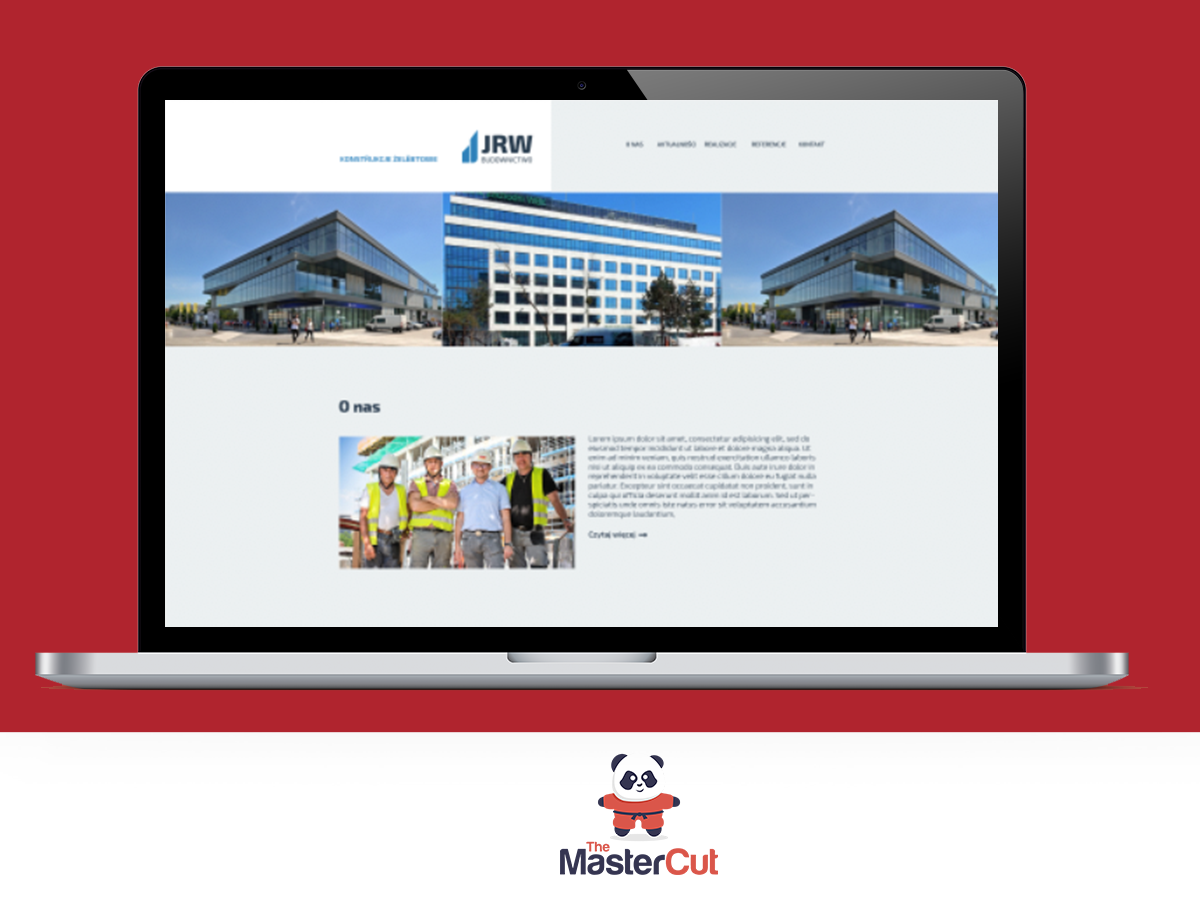 KONSTRUKCJE ŻELBETOWE
JRW
BUDOWNICTWO
O NAS AKTUALNOŚCI REALIZACJE REFERENCJE KONTAKT
O nas
Lorem ipsum dolor sit amet, consectetur adipisicing elit, sed do
eiusmod tempor incididunt ut labore et dolore magna aliqua. Ut
enim ad minim veniam, quis nostrud exercitation ullamco laboris
nisi ut aliquip ex ea commodo consequat. Duis aute irure dolor in
reprehenderit in voluptate velit esse cillum dolore eu fugiat nulla
pariatur. Excepteur sint occaecat cupidatat non proident, sunt in
culpa qui officia deserunt mollit anim id est laborum. Sed ut per-
spiciatis unde omnis iste natus error sit voluptatem accusantium
doloremque laudantium,
Czytaj więcej
The
MasterCut